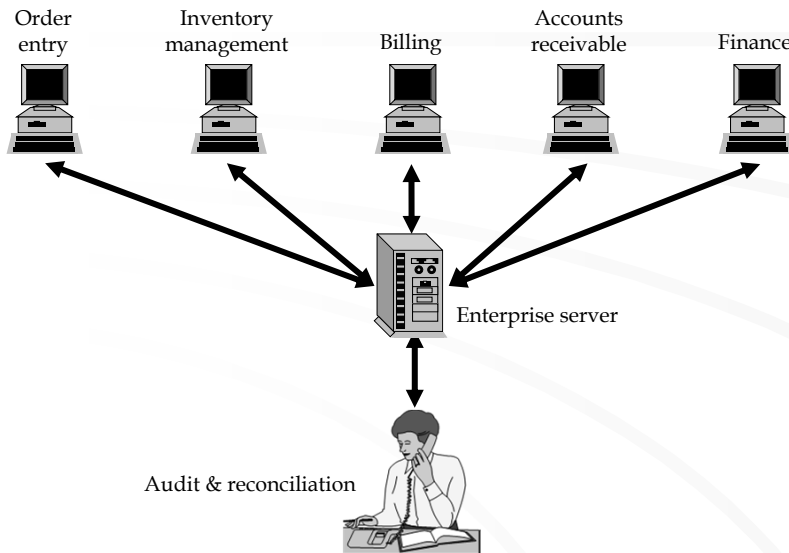 Order
entry
Inventory
management
Billing
Accounts
receivable
Finance
Enterprise server
Audit & reconciliation